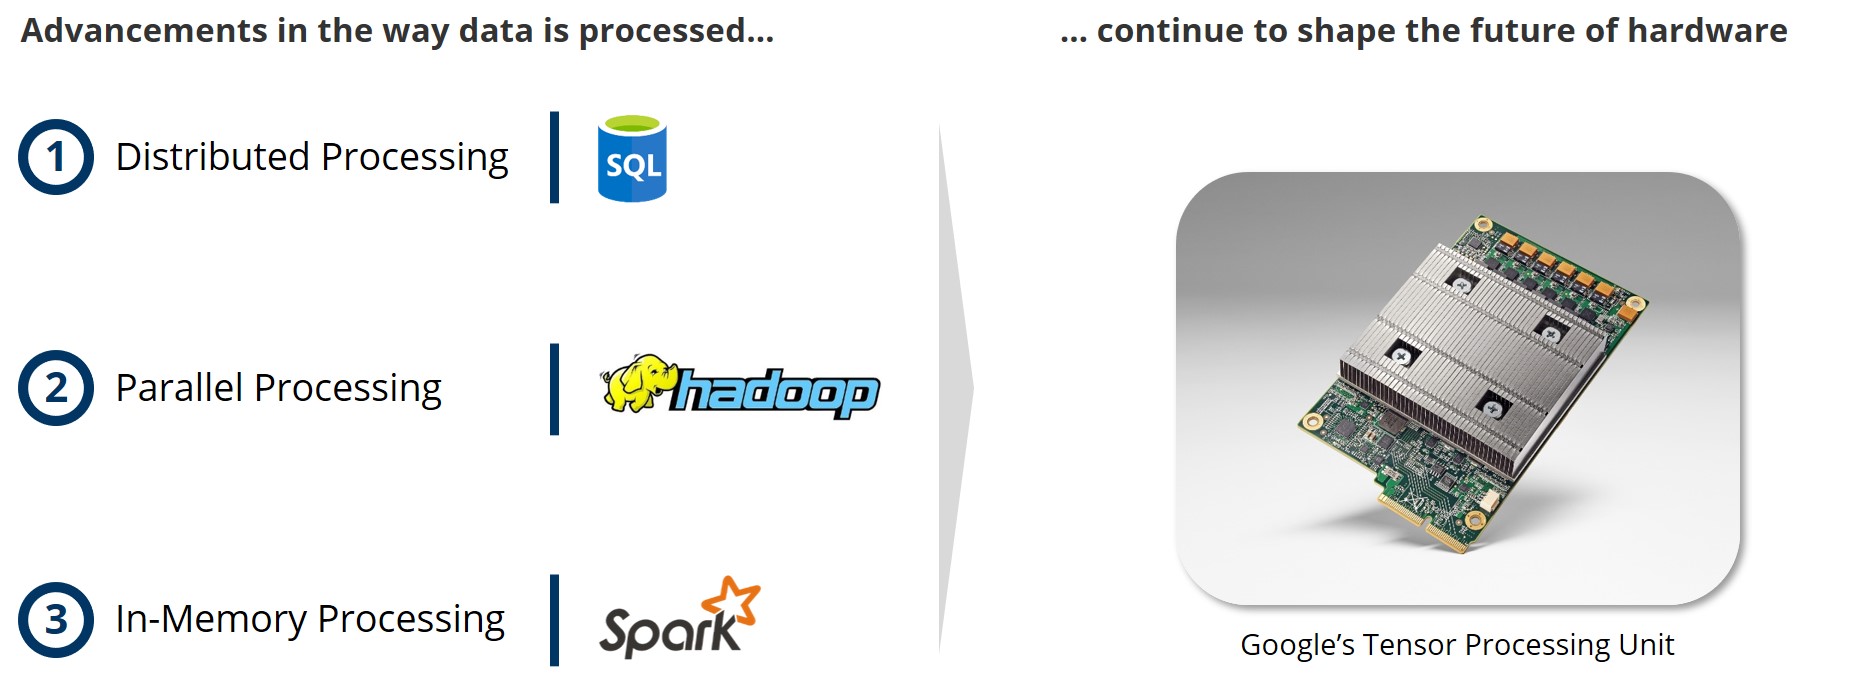 Advancements in the way data is processed...
... continue to shape the future of hardware
1 Distributed Processing
SQL
2 Parallel Processing
hadoop
3 In-Memory Processing
Spark
Google’s Tensor Processing Unit